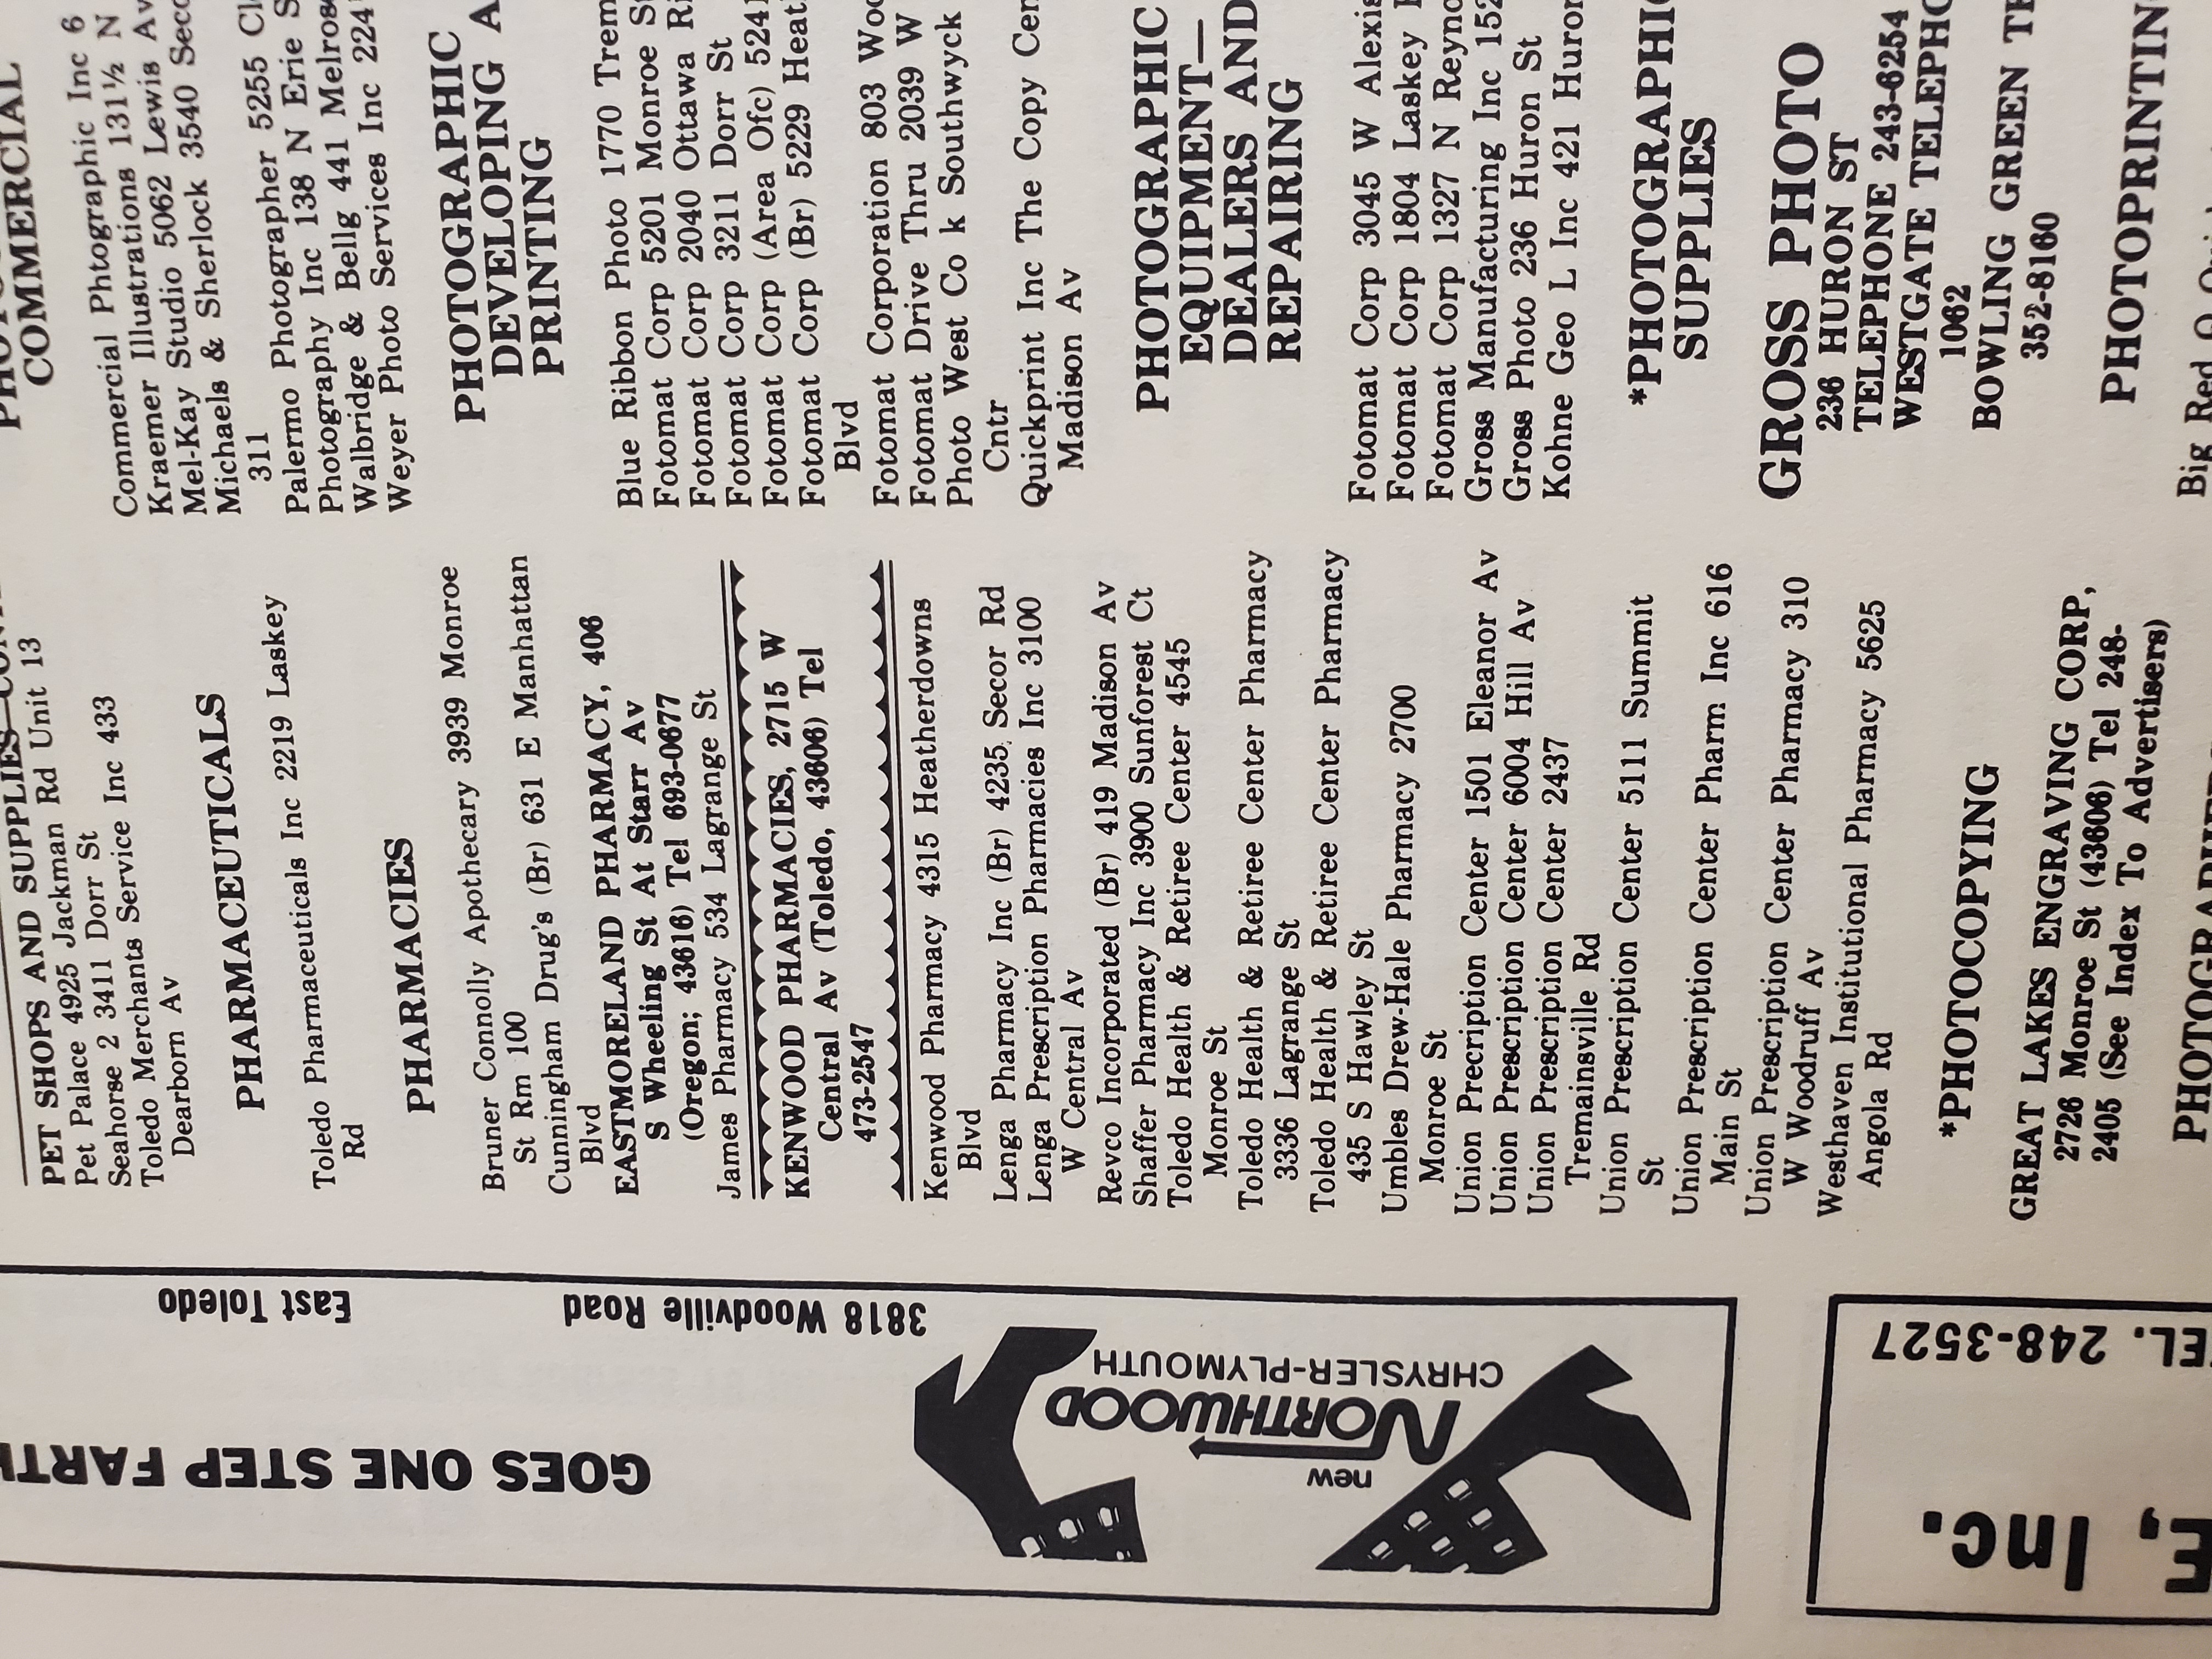 PET SHOPS AND SUPPLIES
Pet Palace 4925 Jackman Rd Unit 13
Seahorse 2 3411 Dorr St
Toledo Merchants Service Inc 433
Dearborn Av
PHARMACEUTICALS
Toledo Pharmaceuticals Inc 2219 Laskey
Rd
PHARMACIES
Bruner Connolly Apothecary 3939 Monroe
St Rm 100
Cunningham Drug's (Br) 631 E Manhattan
Blvd
EASTMORELAND PHARMACY, 406
S Wheeling St At Starr Av
(Oregon; 43616) Tel 693-0677
James Pharmacy 534 Lagrange St
KENWOOD PHARMACIES, 2715 W
Central Av (Toledo, 43606) Tel
473-2547
Kenwood Pharmacy 4315 Heatherdowns
Blvd
Lenga Pharmacy Inc (Br) 4235 Secor Rd
Lenga Prescription Pharmacies Inc 3100
W Central Av
Revco Incorporated (Br) 419 Madison Av
Shaffer Pharmacy Inc 3900 Sunforest Ct
Toledo Health & Retiree Center 4545
Monroe St
Toledo Health & Retiree Center Pharmacy
3336 Lagrange St
Toledo Health & Retiree Center Pharmacy
435 S Hawley St
Umbles Drew-Hale Pharmacy 2700
Monroe St
Union Precription Center 1501 Eleanor Av
Union Prescription Center 6004 Hill Av
Union Prescription Center 2437
Tremainsville Rd
Union Prescription Center 5111 Summit
St
Union Prescription Center Pharm Inc 616
Main St
Union Prescription Center Pharmacy 310
W Woodruff Av
Westhaven Institutional Pharmacy 5625
Angola Rd
*PHOTOCOPYING
GREAT LAKES ENGRAVING CORP,
2726 Monroe St (43606) Tel 248-
2405 (See Index To Advertisers)
COMMERCIAL
Commercial Phtographic Inc 6
Kraemer Illustrations 131½ N
Mel-Kay Studio 5062 Lewis Av
Michaels & Sherlock 3540 Seco
311
Palermo Photographer 5255 Cl
Photography Inc 138 N Erie S
Walbridge & Bellg 441 Melros
Weyer Photo Services Inc 224
PHOTOGRAPHIC
DEVELOPING A
PRINTING
Blue Ribbon Photo 1770 Trem
Fotomat Corp 5201 Monroe St
Fotomat Corp 2040 Ottawa Ri
Fotomat Corp 3211 Dorr St
Fotomat Corp (Area Ofc) 5241
Fotomat Corp (Br) 5229 Heat
Blvd
Fotomat Corporation 803 Woo
Fotomat Drive Thru 2039 W
Photo West Co k Southwyck
Cntr
Quickprint Inc The Copy Cen
Madison Av
PHOTOGRAPHIC
EQUIPMENT—
DEALERS AND
REPAIRING
Fotomat Corp 3045 W Alexis
Fotomat Corp 1804 Laskey
Fotomat Corp 1327 N Reyno
Gross Manufacturing Inc 152
Gross Photo 236 Huron St
Kohne Geo L Inc 421 Huron
*PHOTOGRAPHIC
SUPPLIES
GROSS PHOTO
236 HURON ST
TELEPHONE 243-6254
WESTGATE TELEPHO
1062
BOWLING GREEN TE
352-8160
PHOTOPRINTIN
Big Red Q
GOES ONE STEP FART
3818 Woodville Road
East Toledo
new
NORTHWOOD
CHRYSLER-PLYMOUTH
EL. 248-3527
Inc.